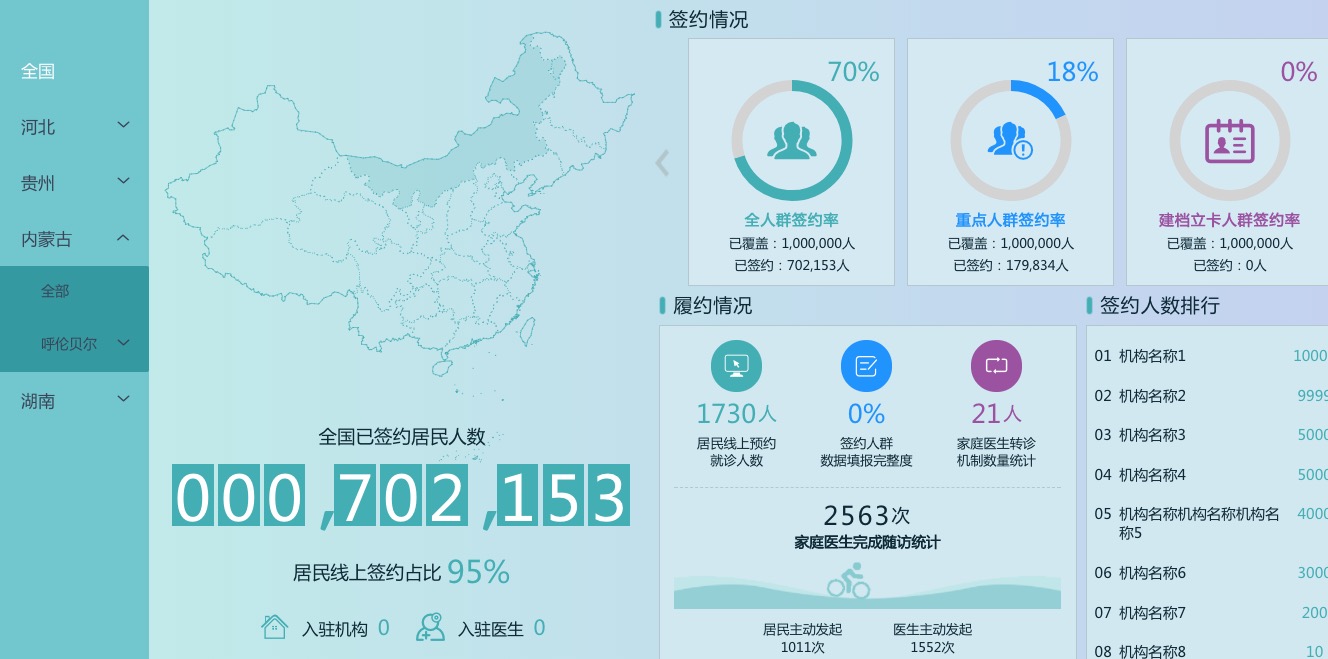 全国
河北
贵州
内蒙古
全部
呼伦贝尔
湖南
全国已签约居民人数
000,702,153
居民线上签约占比 95%
入驻机构 0 入驻医生 0
签约情况
70%
全人群签约率
已覆盖：1,000,000人
已签约：702,153人
18%
重点人群签约率
已覆盖：1,000,000人
已签约：179,834人
0%
建档立卡人群签约率
已覆盖：1,000,000人
已签约：0人
履约情况
1730人
居民线上预约
就诊人数
0%
签约人群
数据填报完整度
21人
家庭医生转诊
机制数量统计
2563次
家庭医生完成随访统计
居民主动发起
1011次
医生主动发起
1552次
签约人数排行
01 机构名称1 1000
02 机构名称2 9999
03 机构名称3 5000
04 机构名称4 5000
05 机构名称机构名称机构名 4000
称5
06 机构名称6 3000
07 机构名称7 200
08 机构名称8 10